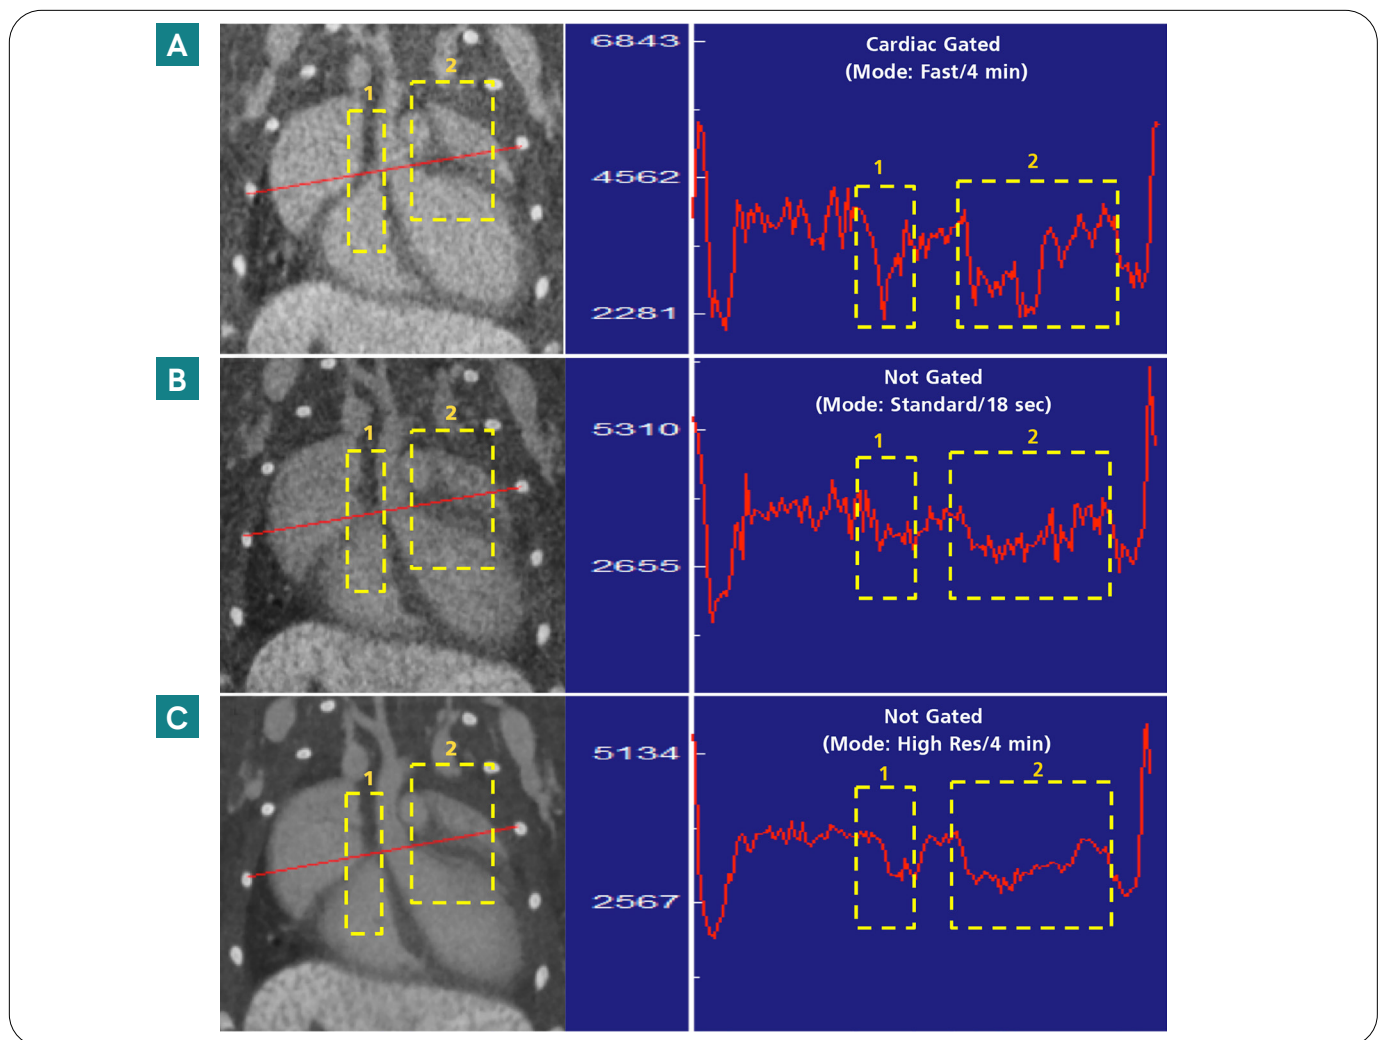 A
1
2
6843
4562
2281
Cardiac Gated
(Mode: Fast/4 min)
1
2
B
1
2
5310
2655
Not Gated
(Mode: Standard/18 sec)
1
2
C
1
2
5134
2567
Not Gated
(Mode: High Res/4 min)
1
2